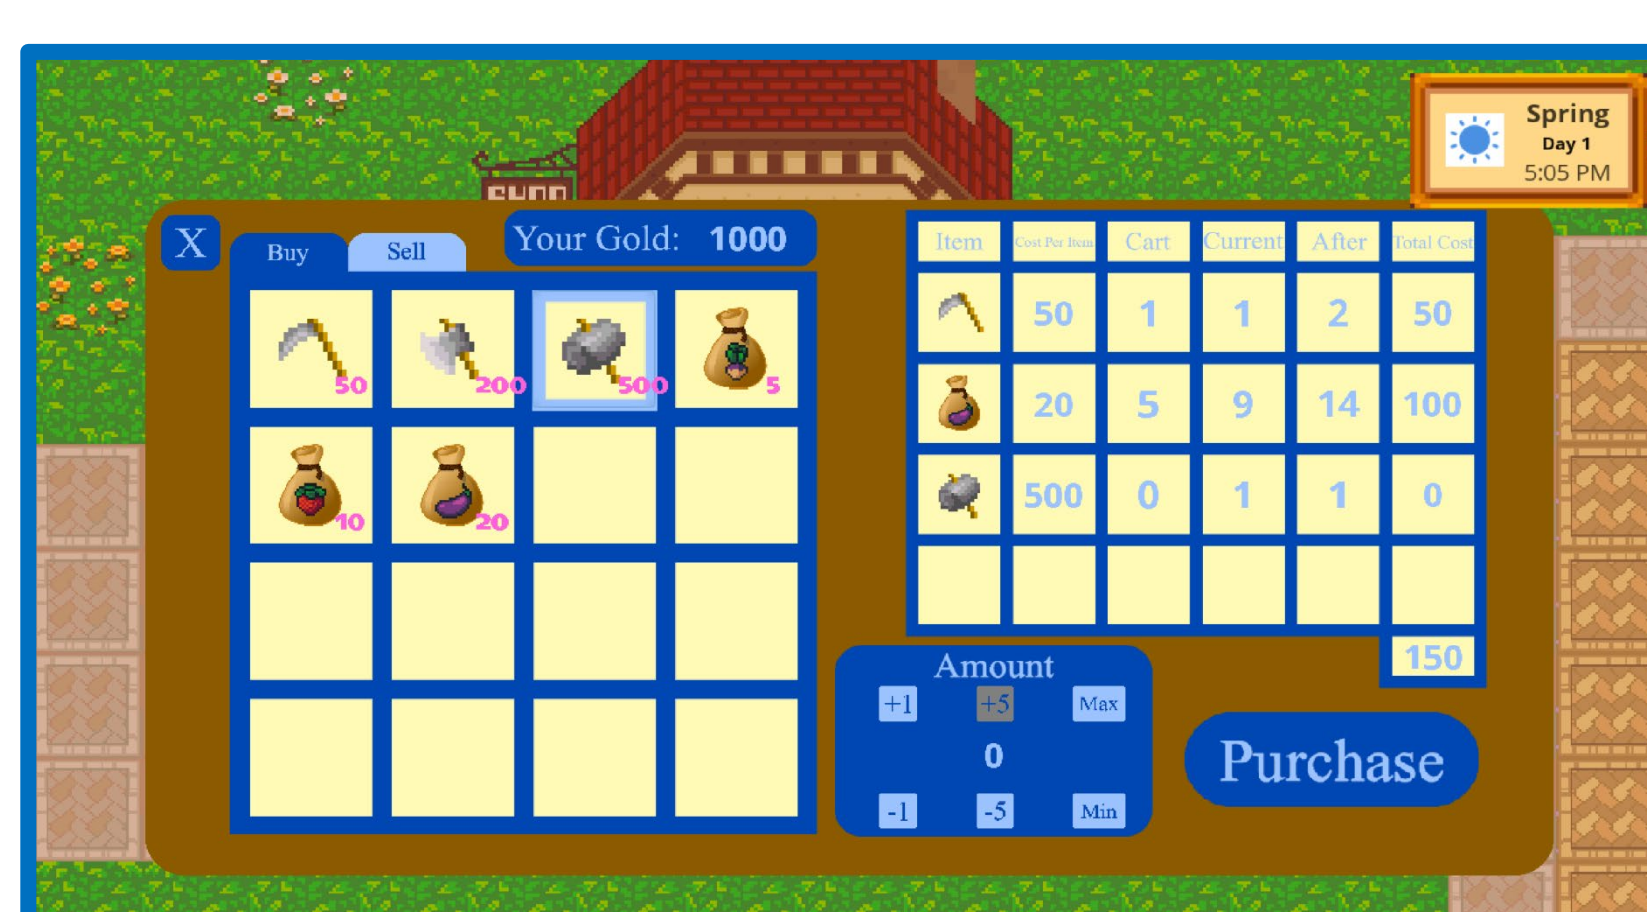 Spring
Day 1
5:05 PM
SHOP
X
Buy
Sell
Your Gold: 1000
50
200
500
5
10
20
Item Cost Per Item Cart Current After Total Cost
50 1 1 2 50
20 5 9 14 100
500 0 1 1 0
150
Amount
+1 +5 Max
0
-1 -5 Min
Purchase